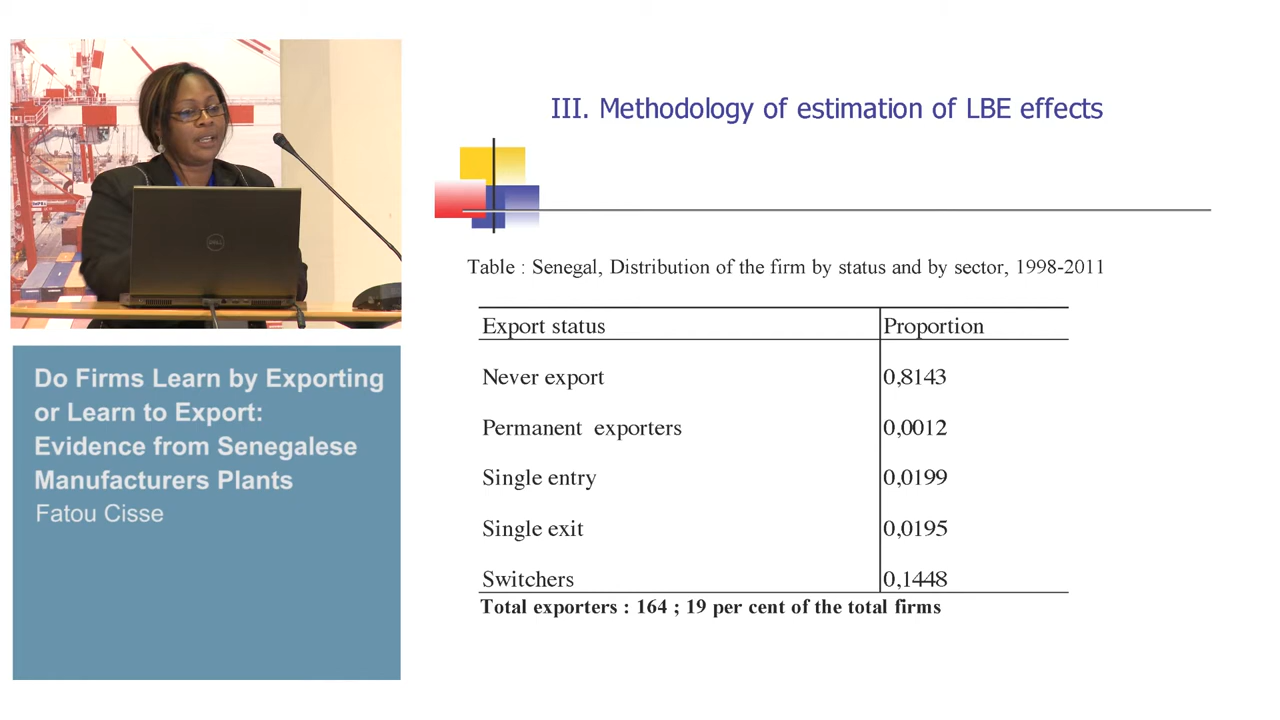 III. Methodology of estimation of LBE effects
Table : Senegal, Distribution of the firm by status and by sector, 1998-2011
Export status Proportion
Never export 0,8143
Permanent exporters 0,0012
Single entry 0,0199
Single exit 0,0195
Switchers 0,1448
Total exporters : 164 ; 19 per cent of the total firms
Do Firms Learn by Exporting
or Learn to Export:
Evidence from Senegalese
Manufacturers Plants
Fatou Cisse
DELL